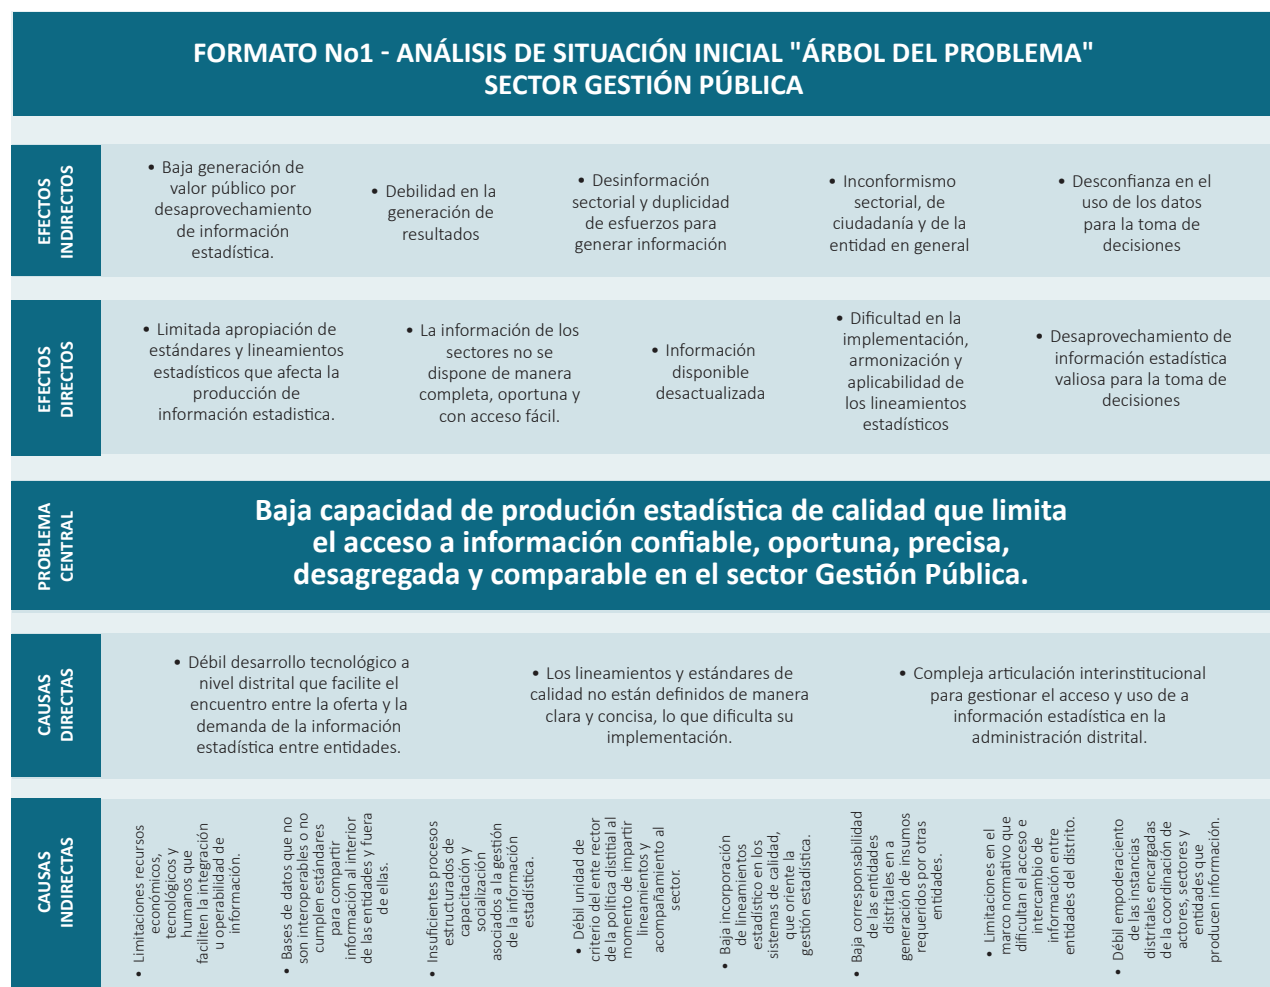 FORMATO No1 - ANÁLISIS DE SITUACIÓN INICIAL "ÁRBOL DEL PROBLEMA"
SECTOR GESTIÓN PÚBLICA
EFECTOS
INDIRECTOS
• Baja generación de
valor público por
desaprovechamiento
de información
estadística.
• Debilidad en la
generación de
resultados
• Desinformación
sectorial y duplicidad
de esfuerzos para
generar información
• Inconformismo
sectorial, de
ciudadanía y de la
entidad en general
• Desconfianza en el
uso de los datos
para la toma de
decisiones
EFECTOS
DIRECTOS
• Limitada apropiación de
estándares y lineamientos
estadísticos que afecta la
producción de
información estadistica.
• La información de los
sectores no se
dispone de manera
completa, oportuna y
con acceso fácil.
• Información
disponible
desactualizada
• Dificultad en la
implementación,
armonización y
aplicabilidad de
los lineamientos
estadísticos
• Desaprovechamiento de
información estadística
valiosa para la toma de
decisiones
PROBLEMA
CENTRAL
Baja capacidad de produción estadística de calidad que limita
el acceso a información confiable, oportuna, precisa,
desagregada y comparable en el sector Gestión Pública.
CAUSAS
DIRECTAS
• Débil desarrollo tecnológico a
nivel distrital que facilite el
encuentro entre la oferta y la
demanda de la información
estadística entre entidades.
• Los lineamientos y estándares de
calidad no están definidos de manera
clara y concisa, lo que dificulta su
implementación.
• Compleja articulación interinstitucional
para gestionar el acceso y uso de a
información estadística en la
administración distrital.
CAUSAS
INDIRECTAS
• Limitaciones recursos
económicos,
tecnológicos y
humanos que
faciliten la integración
u operabilidad de
información.
• Bases de datos que no
son interoperables o no
cumplen estándares
para compartir
información al interior
de las entidades y fuera
de ellas.
• Insuficientes procesos
estructurados de
capacitación y
socialización
asociados a la gestión
de la información
estadística.
• Débil unidad de
criterio del ente rector
de la política distitial al
momento de impartir
lineamientos y
acompañamiento al
sector.
• Baja incorporación
de lineamientos
estadístico en los
sistemas de calidad,
que oriente la
gestión estadística.
• Baja corresponsabilidad
de las entidades
distritales en a
generación de insumos
requeridos por otras
entidades.
• Limitaciones en el
marco normativo que
dificultan el acceso e
intercambio de
información entre
entidades del distrito.
• Débil empoderaciento
de las instancias
distritales encargadas
de la coordinación de
actores, sectores y
entidades que
producen información.